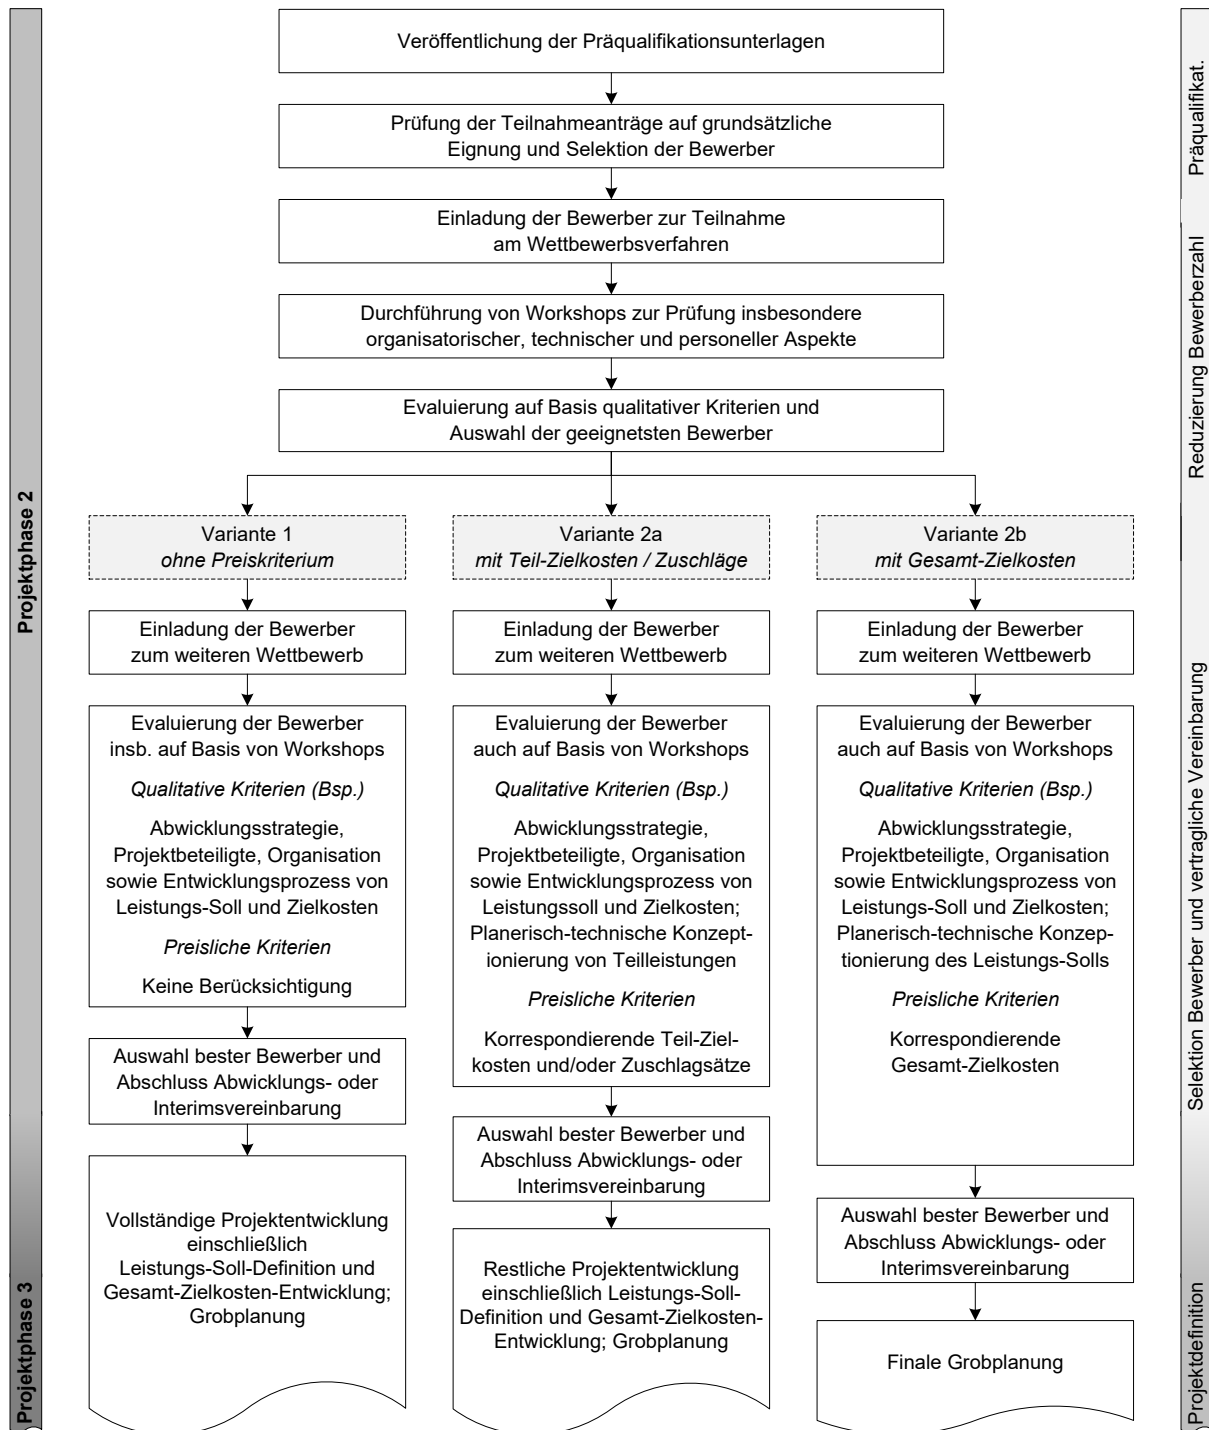 Veröffentlichung der Präqualifikationsunterlagen
Prüfung der Teilnahmeanträge auf grundsätzliche
Eignung und Selektion der Bewerber
Einladung der Bewerber zur Teilnahme
am Wettbewerbsverfahren
Durchführung von Workshops zur Prüfung insbesondere
organisatorischer, technischer und personeller Aspekte
Evaluierung auf Basis qualitativer Kriterien und
Auswahl der geeignetsten Bewerber
Variante 1
ohne Preiskriterium
Einladung der Bewerber
zum weiteren Wettbewerb
Evaluierung der Bewerber
insb. auf Basis von Workshops
Qualitative Kriterien (Bsp.)
Abwicklungsstrategie,
Projektbeteiligte, Organisation
sowie Entwicklungsprozess von
Leistungs-Soll und Zielkosten
Preisliche Kriterien
Keine Berücksichtigung
Auswahl bester Bewerber und
Abschluss Abwicklungs- oder
Interimsvereinbarung
Vollständige Projektentwicklung
einschließlich
Leistungs-Soll-Definition und
Gesamt-Zielkosten-Entwicklung;
Grobplanung
Variante 2a
mit Teil-Zielkosten / Zuschläge
Einladung der Bewerber
zum weiteren Wettbewerb
Evaluierung der Bewerber
auch auf Basis von Workshops
Qualitative Kriterien (Bsp.)
Abwicklungsstrategie,
Projektbeteiligte, Organisation
sowie Entwicklungsprozess von
Leistungssoll und Zielkosten;
Planerisch-technische Konzept-
ionierung von Teilleistungen
Preisliche Kriterien
Korrespondierende Teil-Ziel-
kosten und/oder Zuschlagsätze
Auswahl bester Bewerber und
Abschluss Abwicklungs- oder
Interimsvereinbarung
Restliche Projektentwicklung
einschließlich Leistungs-Soll-
Definition und Gesamt-Zielkosten-
Entwicklung; Grobplanung
Variante 2b
mit Gesamt-Zielkosten
Einladung der Bewerber
zum weiteren Wettbewerb
Evaluierung der Bewerber
auch auf Basis von Workshops
Qualitative Kriterien (Bsp.)
Abwicklungsstrategie,
Projektbeteiligte, Organisation
sowie Entwicklungsprozess von
Leistungs-Soll und Zielkosten;
Planerisch-technische Konzep-
tionierung des Leistungs-Solls
Preisliche Kriterien
Korrespondierende
Gesamt-Zielkosten
Auswahl bester Bewerber und
Abschluss Abwicklungs- oder
Interimsvereinbarung
Finale Grobplanung
Projektphase 2
Projektphase 3
Präqualifikat.
Reduzierung Bewerberzahl
Selektion Bewerber und vertragliche Vereinbarung
Projektdefinition